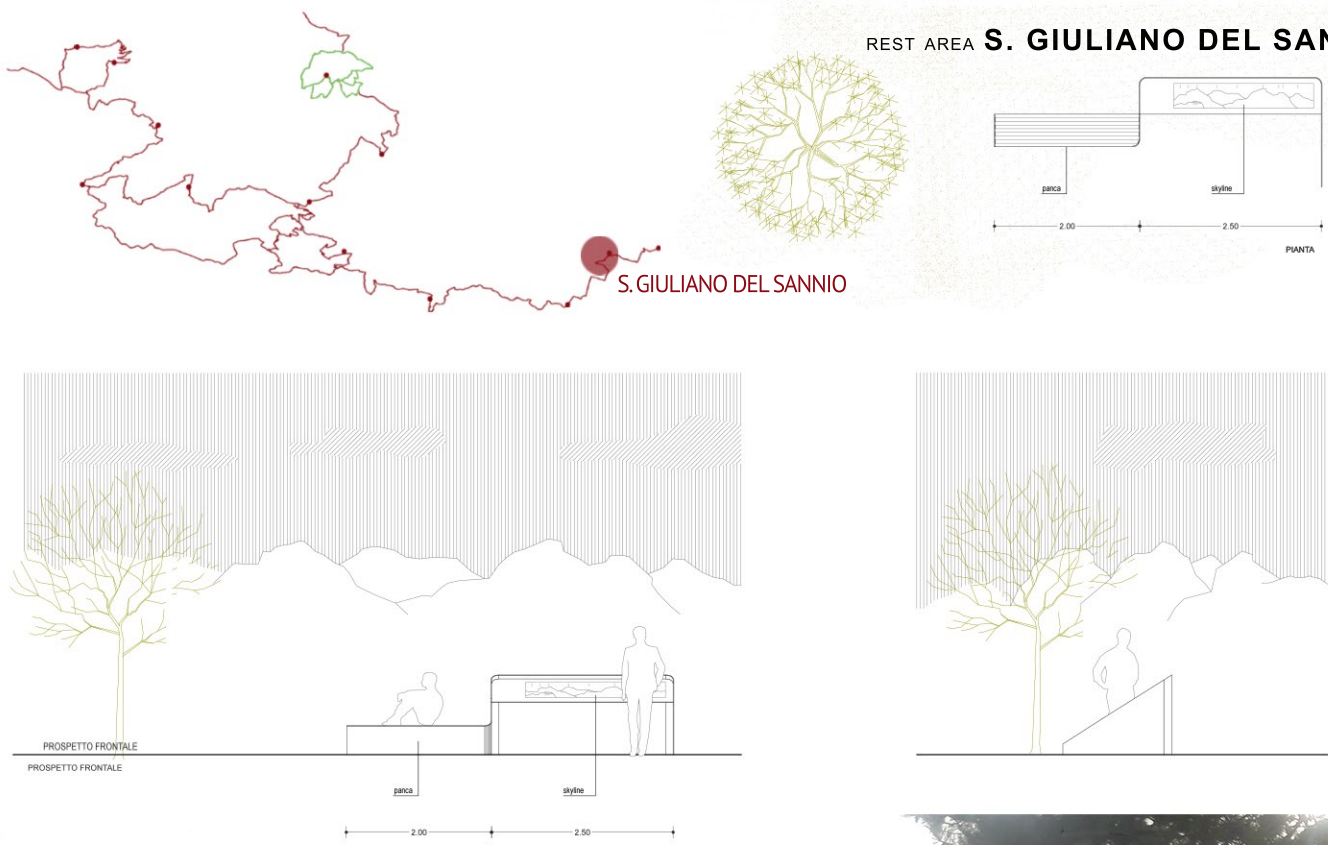 REST AREA S. GIULIANO DEL SAN
panca
skyline
2.00
2.50
PIANTA
S. GIULIANO DEL SANNIO
PROSPETTO FRONTALE
PROSPETTO FRONTALE
panca
skyline
2.00
2.50